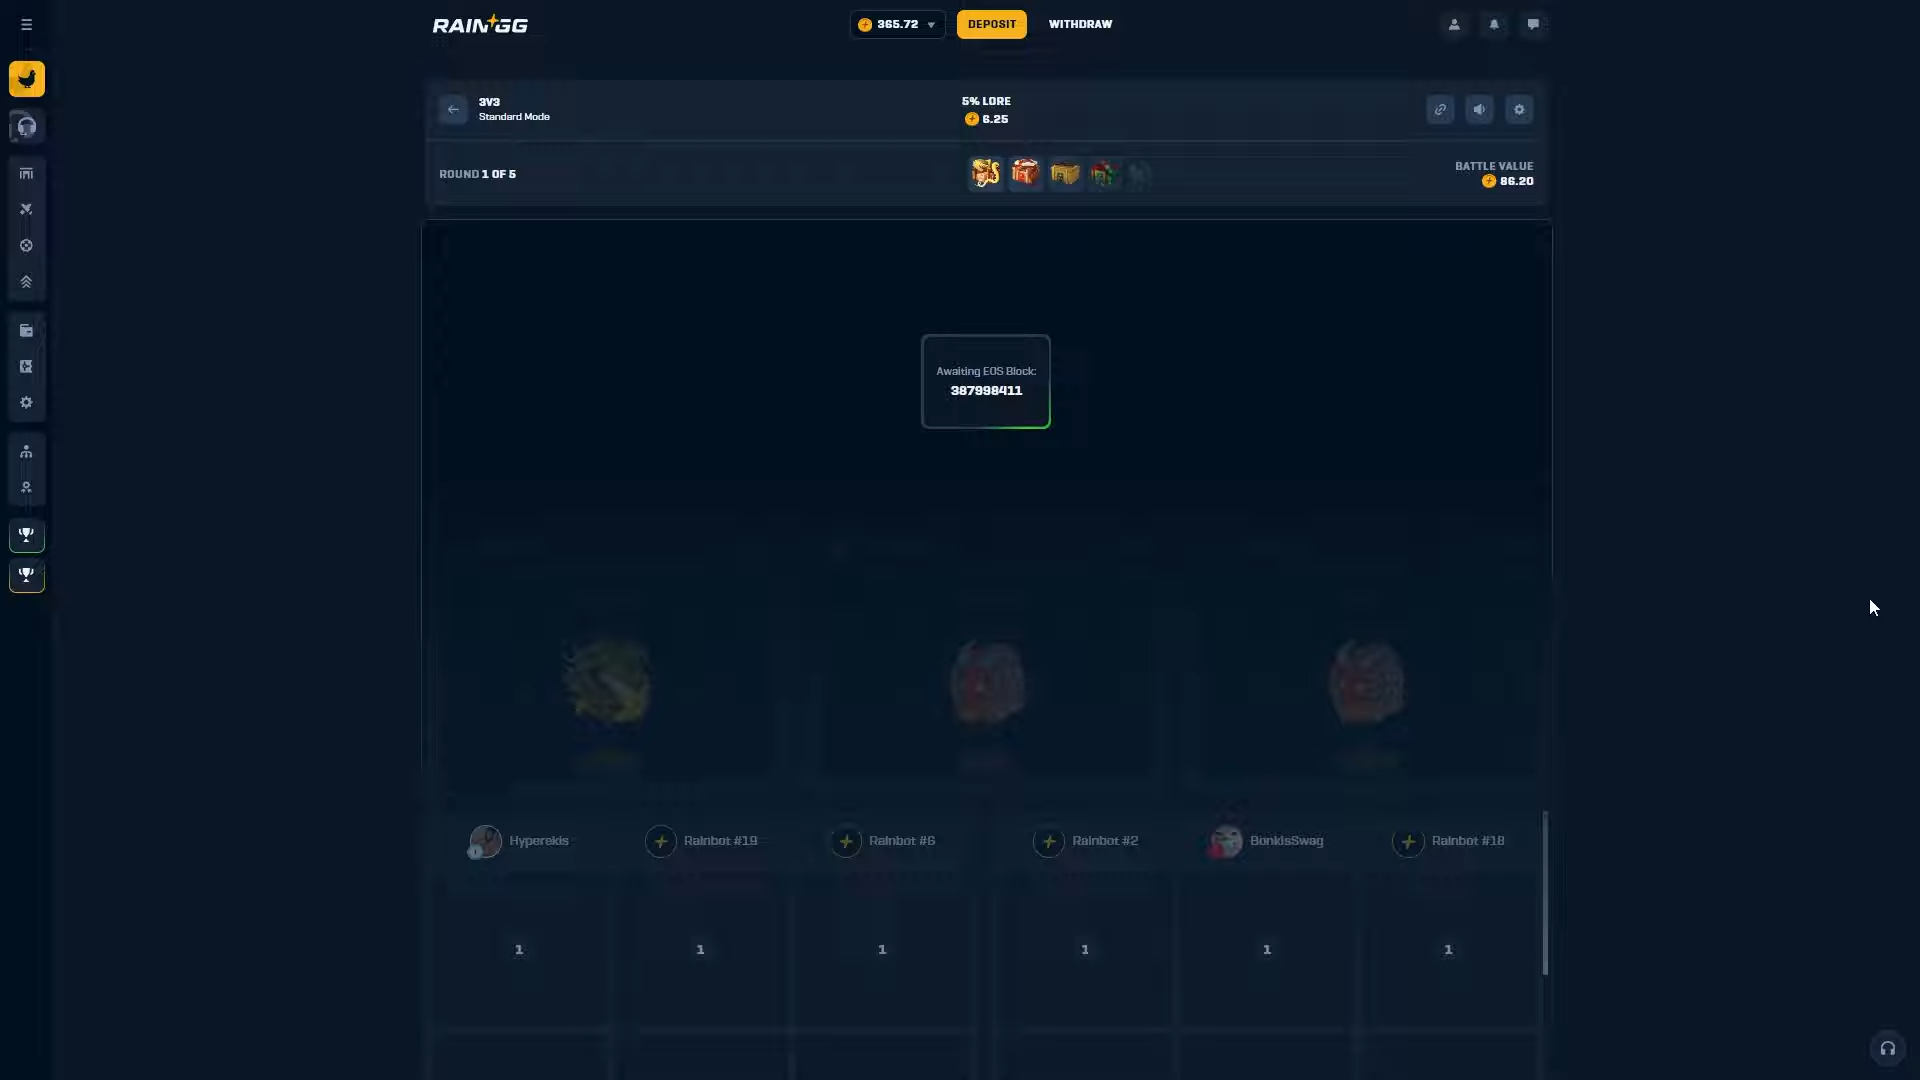 RAIN GG
365.72
DEPOSIT
WITHDRAW
3V3
Standard Mode
5% LORE
6.25
ROUND 1 OF 5
BATTLE VALUE
86.20
Awaiting EOS Block:
387998411
Hyperekis
Rainbot #19
Rainbot #6
Rainbot #2
BonkisSwag
Rainbot #18
1
1
1
1
1
1